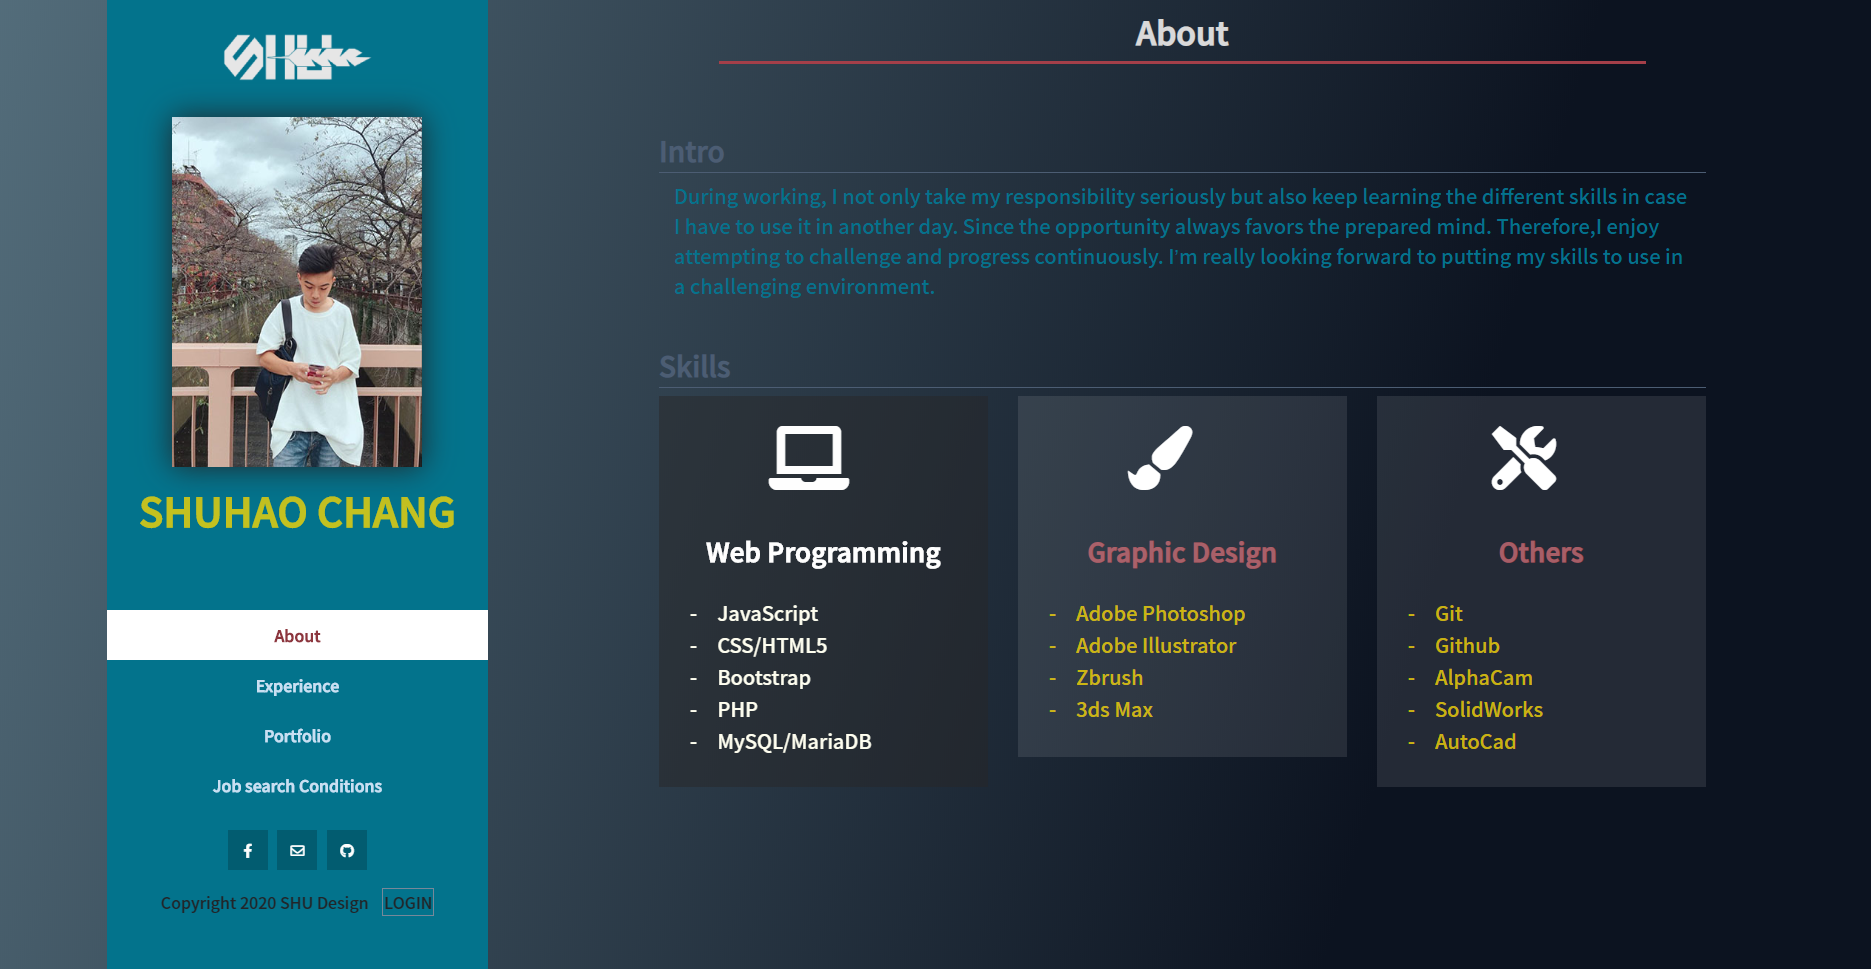 SHU
SHUHAO CHANG
About
Experience
Portfolio
Job search Conditions
Copyright 2020 SHU Design LOGIN
About
Intro
During working, I not only take my responsibility seriously but also keep learning the different skills in case
I have to use it in another day. Since the opportunity always favors the prepared mind. Therefore,I enjoy
attempting to challenge and progress continuously. I'm really looking forward to putting my skills to use in
a challenging environment.
Skills
Web Programming
- JavaScript
- CSS/HTML5
- Bootstrap
- PHP
- MySQL/MariaDB
Graphic Design
- Adobe Photoshop
- Adobe Illustrator
- Zbrush
- 3ds Max
Others
- Git
- Github
- AlphaCam
- SolidWorks
- AutoCad